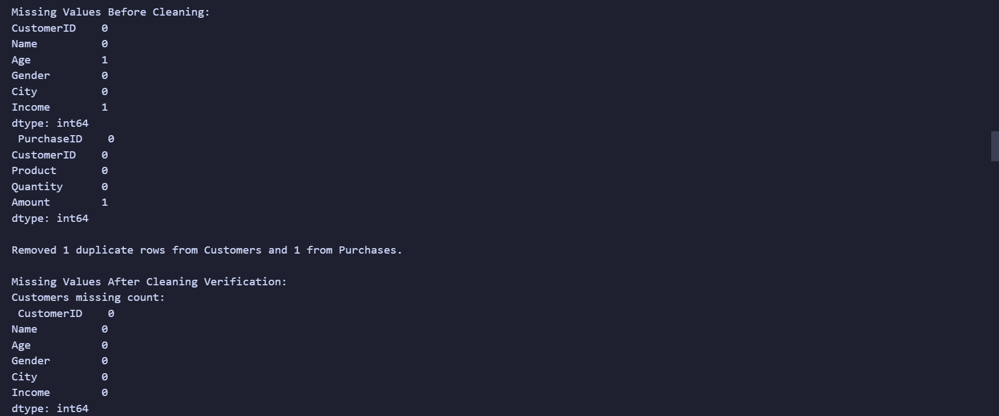 Missing Values Before Cleaning:
CustomerID    0
Name          0
Age           1
Gender        0
City          0
Income        1
dtype: int64
 PurchaseID    0
CustomerID    0
Product       0
Quantity      0
Amount        1
dtype: int64

Removed 1 duplicate rows from Customers and 1 from Purchases.

Missing Values After Cleaning Verification:
Customers missing count:
 CustomerID    0
Name          0
Age           0
Gender        0
City          0
Income        0
dtype: int64